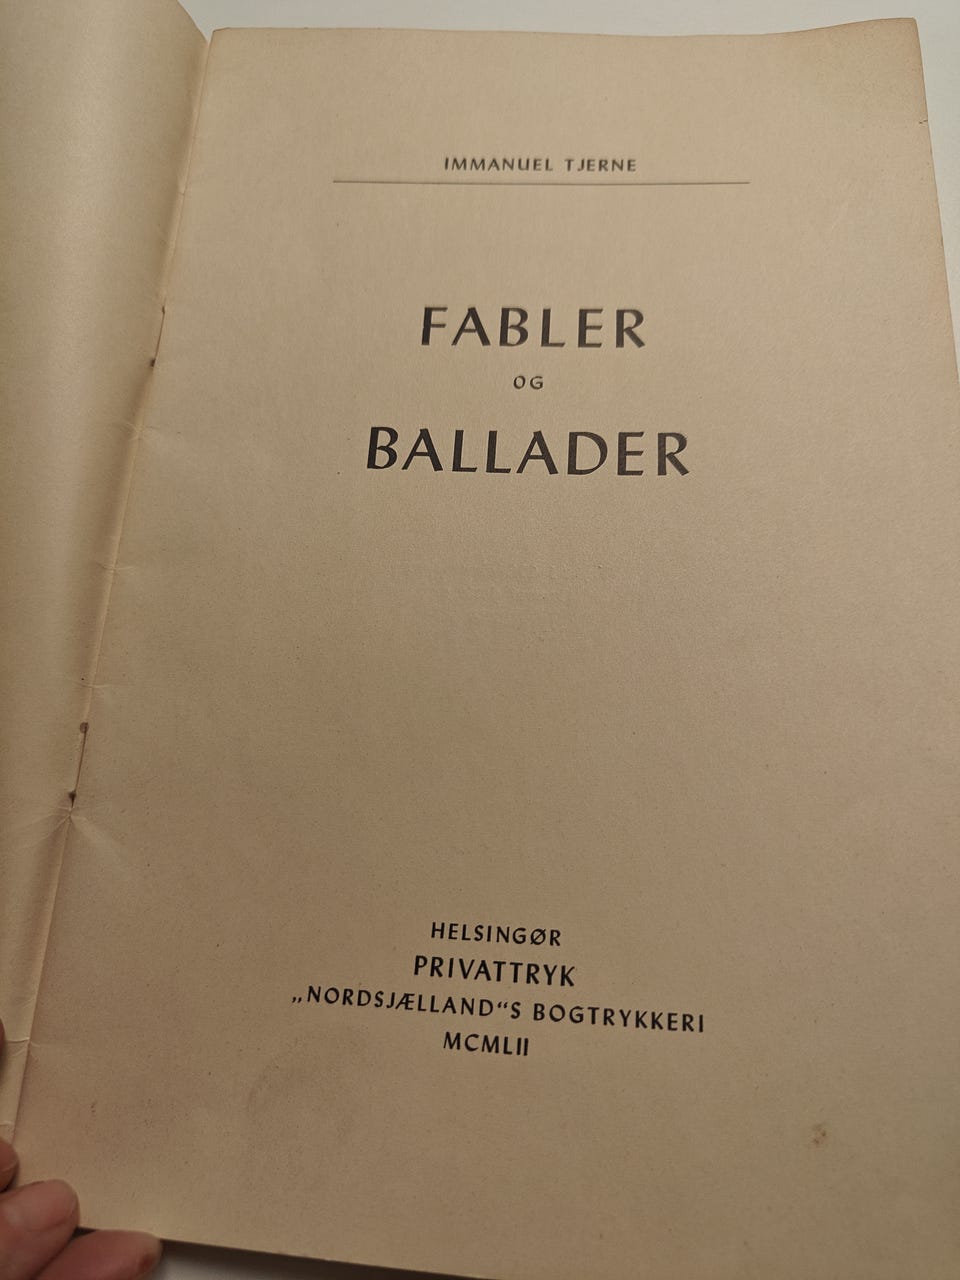 IMMANUEL TJERNE
FABLER
OG
BALLADER
HELSINGØR
PRIVATTRYK
„NORDSJÆLLAND“S BOGTRYKKERI
MCMLII